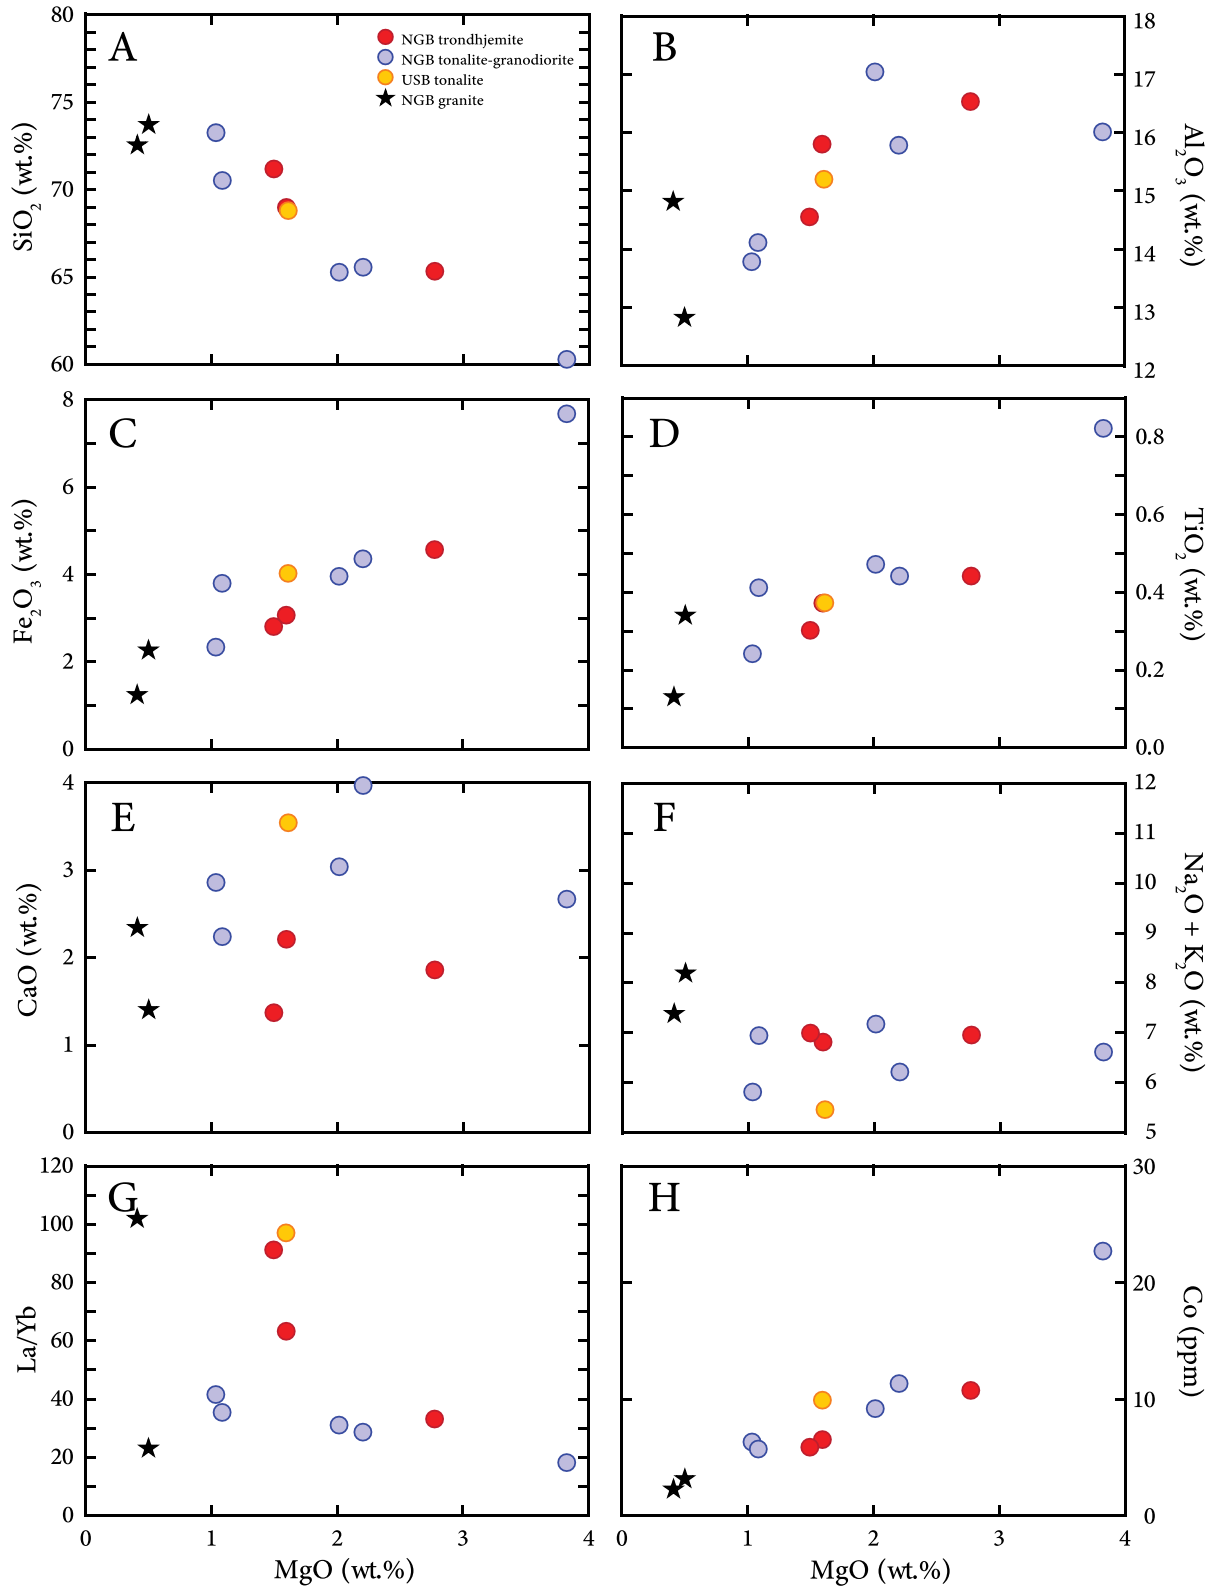 A
80
75
70
65
60
SiO2 (wt.%)
NGB trondhjemite
NGB tonalite-granodiorite
USB tonalite
NGB granite
B
18
17
16
15
14
13
12
Al2O3 (wt.%)
C
8
6
4
2
0
Fe2O3 (wt.%)
D
0.8
0.6
0.4
0.2
0.0
TiO2 (wt.%)
E
4
3
2
1
0
CaO (wt.%)
F
12
11
10
9
8
7
6
5
Na2O + K2O (wt.%)
G
120
100
80
60
40
20
0
La/Yb
0 1 2 3 4
MgO (wt.%)
H
30
20
10
0
Co (ppm)
0 1 2 3 4
MgO (wt.%)